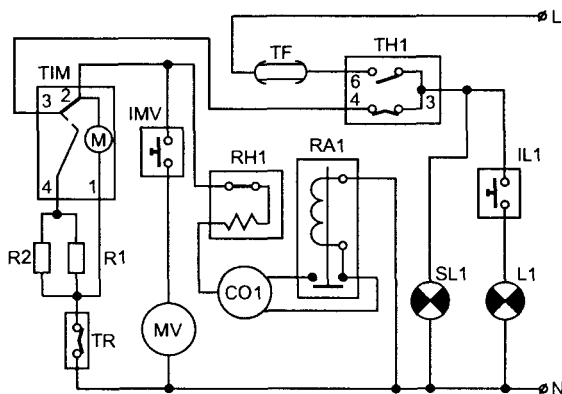 L
TF
TH1
6
4
3
TIM
3
2
M
4
1
IMV
RH1
RA1
IL1
R2
R1
CO1
SL1
L1
TR
MV
N